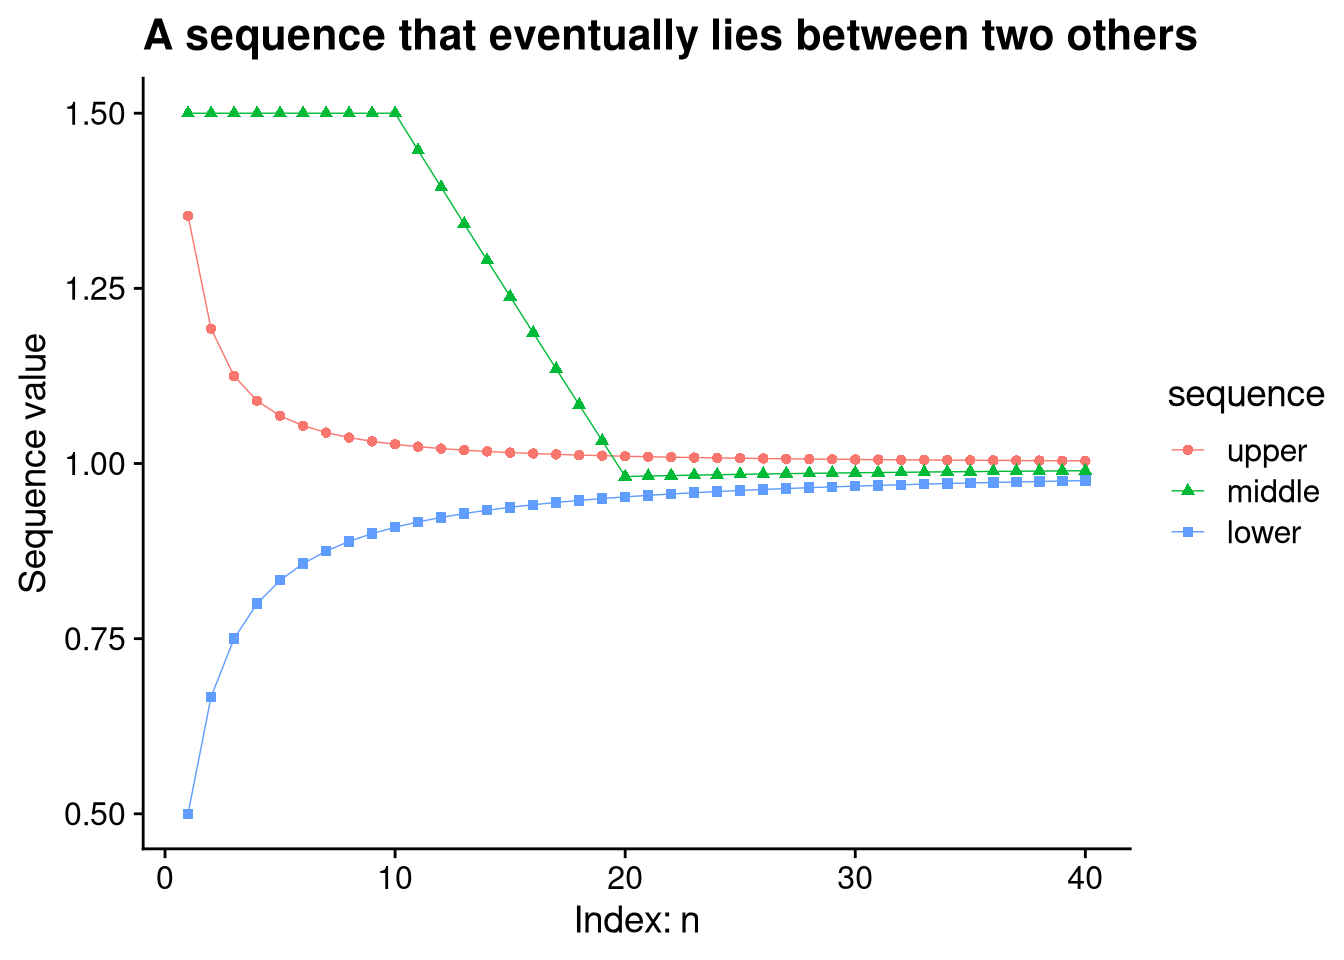 A sequence that eventually lies between two others
1.50
1.25
1.00
0.75
0.50
Sequence value
0 10 20 30 40
Index: n
sequence
upper
middle
lower